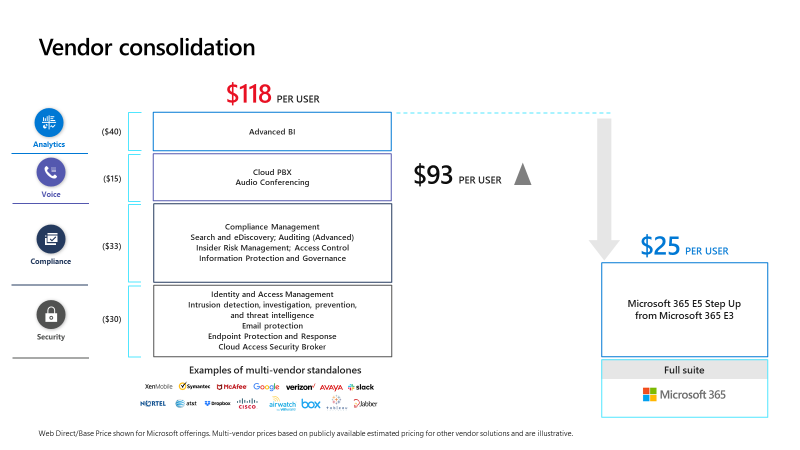 Vendor consolidation
$118 PER USER
Analytics
($40)
Advanced BI
Voice
($15)
Cloud PBX
Audio Conferencing
$93 PER USER
Compliance
($33)
Compliance Management
Search and eDiscovery; Auditing (Advanced)
Insider Risk Management; Access Control
Information Protection and Governance
$25 PER USER
Security
($30)
Identity and Access Management
Intrusion detection, investigation, prevention,
and threat intelligence
Email protection
Endpoint Protection and Response
Cloud Access Security Broker
Microsoft 365 E5 Step Up
from Microsoft 365 E3
Examples of multi-vendor standalones
Full suite
XenMobile Symantec McAfee Google verizon AVAYA slack
Microsoft 365
NORTEL at&t Dropbox CISCO airwatch box tableau Jabber
Web Direct/Base Price shown for Microsoft offerings. Multi-vendor prices based on publicly available estimated pricing for other vendor solutions and are illustrative.